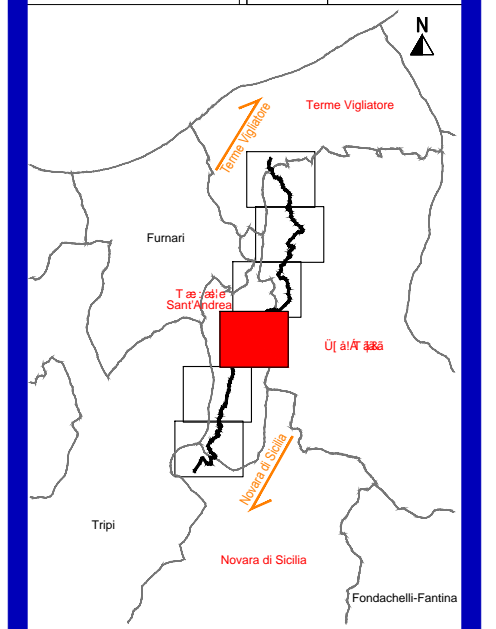 N
Terme Vigliatore
Terme Vigliatore
Furnari
Sant'Andrea
Novara di Sicilia
Tripi
Novara di Sicilia
Fondachelli-Fantina